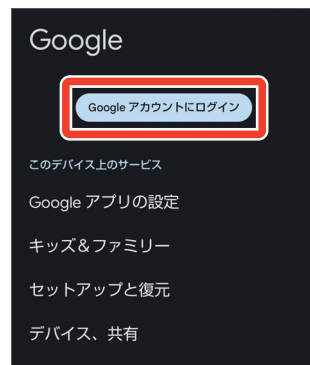 Google
Google アカウントにログイン
このデバイス上のサービス
Google アプリの設定
キッズ＆ファミリー
セットアップと復元
デバイス、共有